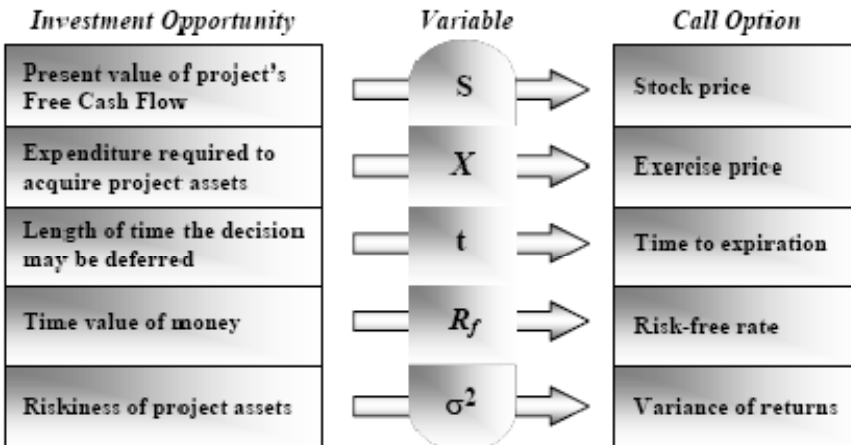 Investment Opportunity Variable Call Option
Present value of project's
Free Cash Flow
S
Stock price
Expenditure required to
acquire project assets
X
Exercise price
Length of time the decision
may be deferred
t
Time to expiration
Time value of money
R_f
Risk-free rate
Riskiness of project assets
σ²
Variance of returns